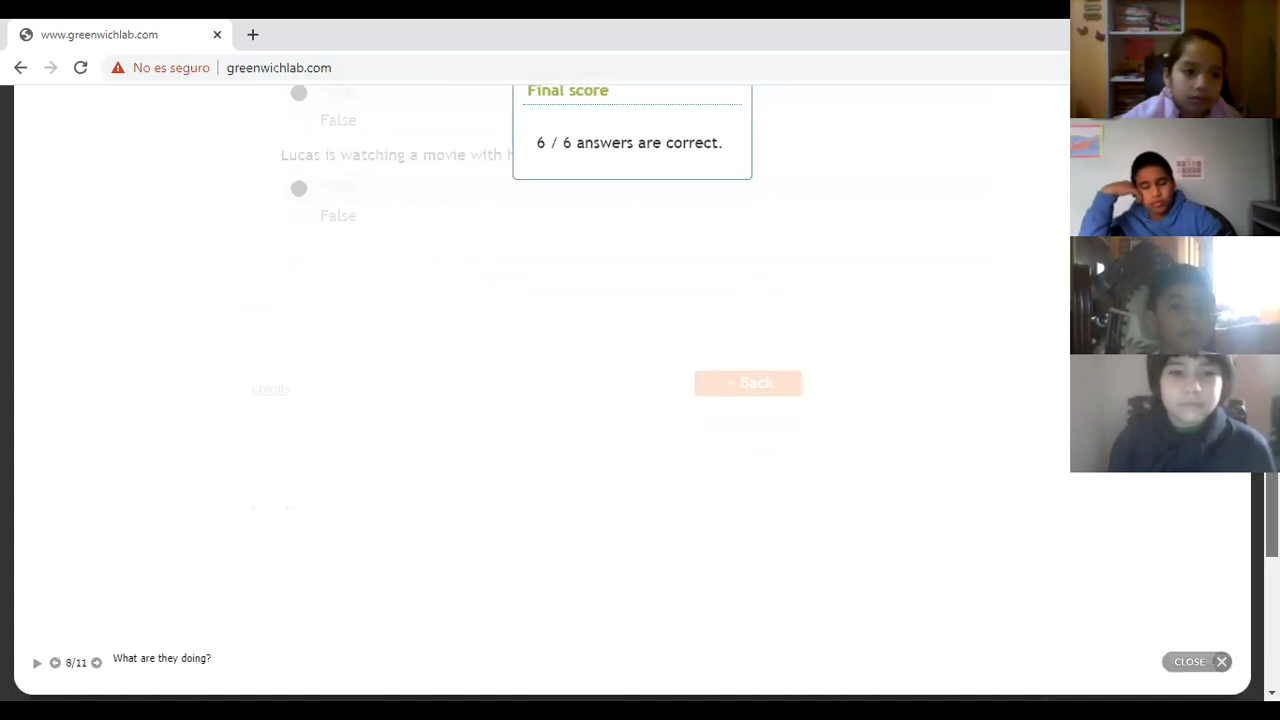 www.greenwichlab.com
No es seguro greenwichlab.com
Final score
6 / 6 answers are correct.
False
Lucas is watching a movie with h
False
Credits
« Back
8/11 What are they doing?
CLOSE